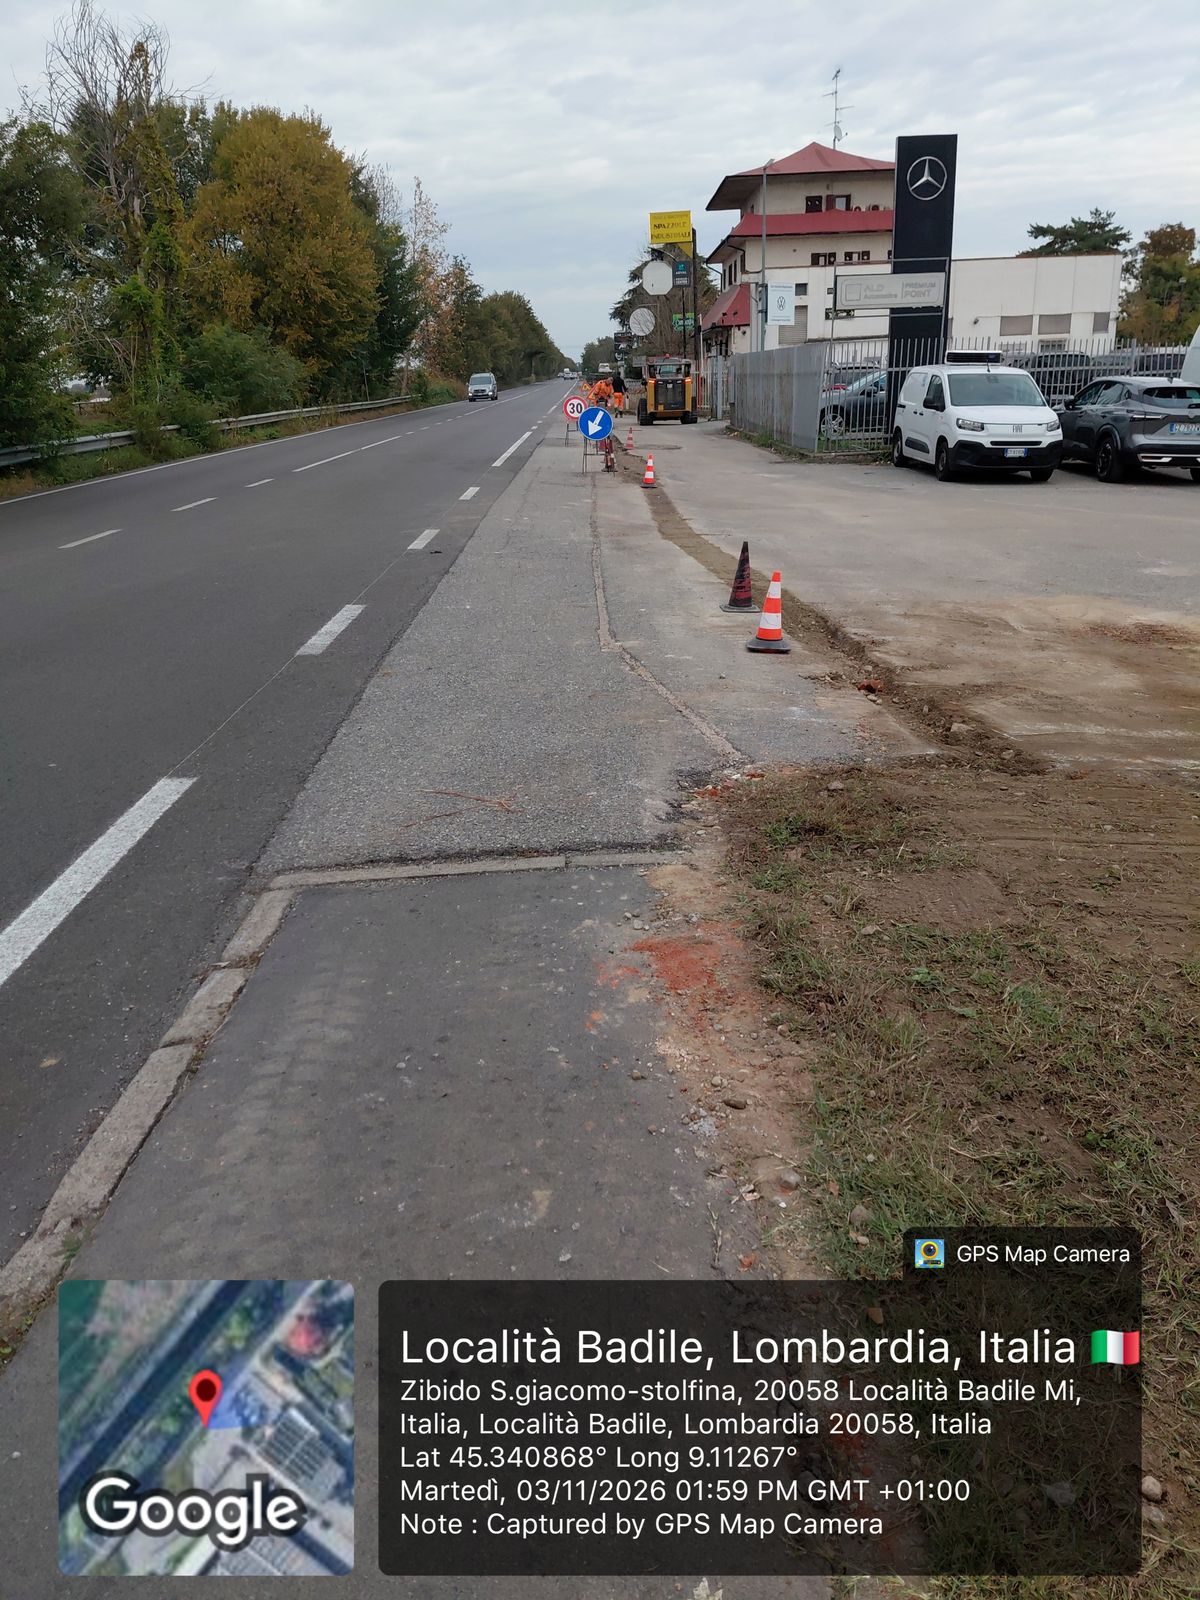 SPAZZOLE
INDUSTRIALI
ALD
Automotive
PREMIUM
POINT
30
FIAT
GPS Map Camera
Località Badile, Lombardia, Italia 🇮🇹
Zibido S.giacomo-stolfina, 20058 Località Badile Mi,
Italia, Località Badile, Lombardia 20058, Italia
Lat 45.340868° Long 9.11267°
Martedì, 03/11/2026 01:59 PM GMT +01:00
Note : Captured by GPS Map Camera
Google